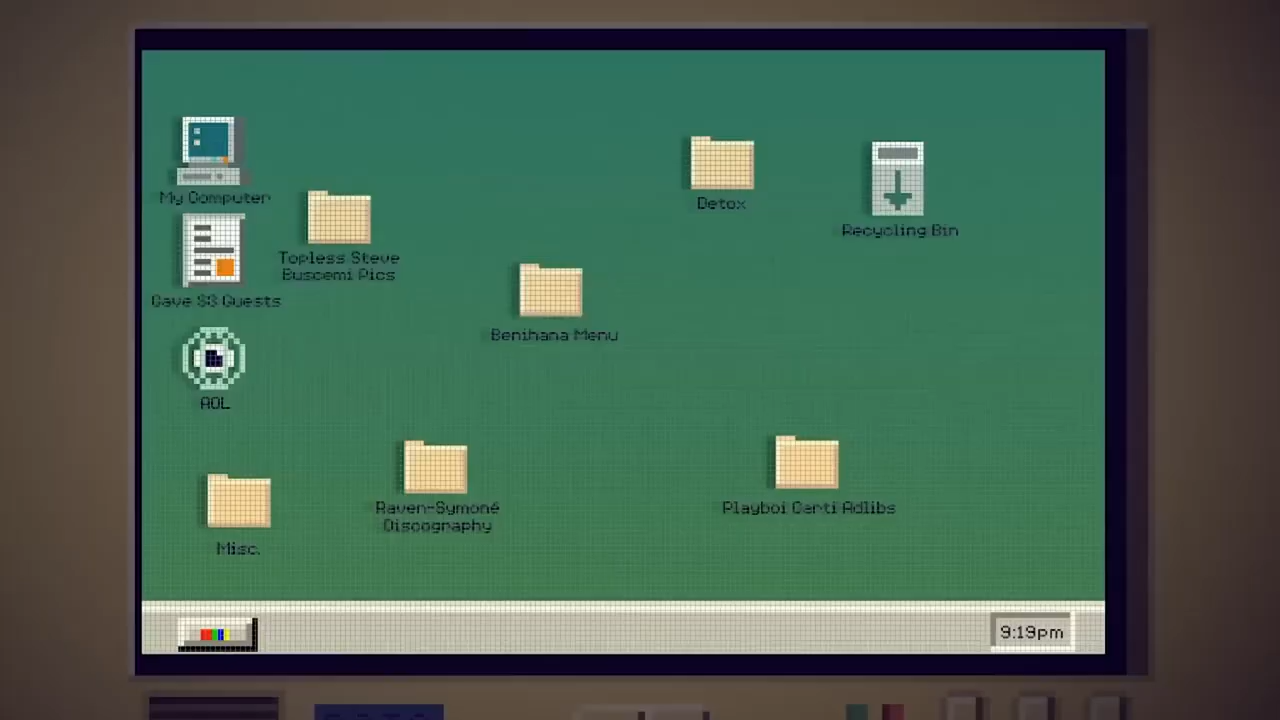 My Computer
Topless Steve
Buscemi Pics
Detox
Recycling Bin
Cave S3 Guests
Benihana Menu
AOL
Misc.
Raven-Symoné
Discography
Playboi Carti Adlibs
9:19pm